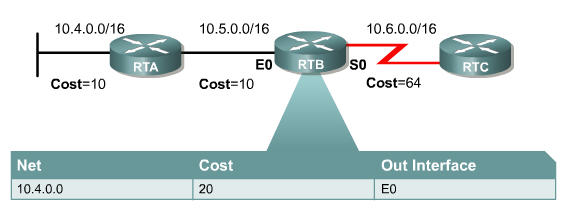 10.4.0.0/16 10.5.0.0/16 10.6.0.0/16
RTA E0 RTB S0 RTC
Cost=10 Cost=10 Cost=64
Net Cost Out Interface
10.4.0.0 20 E0